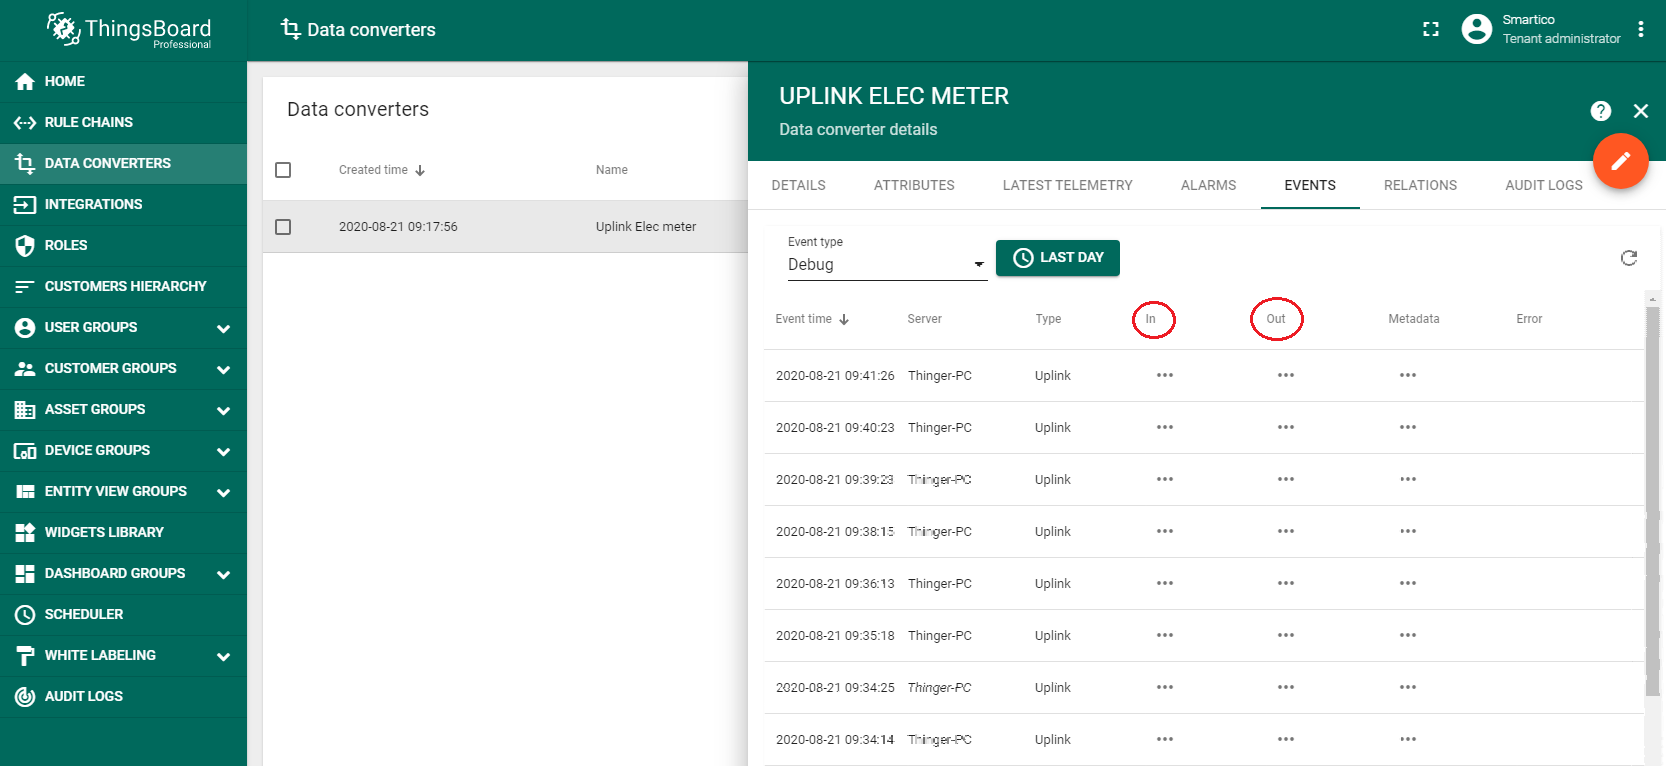 ThingsBoard
Professional
Data converters
Smartico
Tenant administrator
HOME
RULE CHAINS
DATA CONVERTERS
INTEGRATIONS
ROLES
CUSTOMERS HIERARCHY
USER GROUPS
CUSTOMER GROUPS
ASSET GROUPS
DEVICE GROUPS
ENTITY VIEW GROUPS
WIDGETS LIBRARY
DASHBOARD GROUPS
SCHEDULER
WHITE LABELING
AUDIT LOGS
Data converters
Created time Name
2020-08-21 09:17:56 Uplink Elec meter
UPLINK ELEC METER
Data converter details
?
DETAILS ATTRIBUTES LATEST TELEMETRY ALARMS EVENTS RELATIONS AUDIT LOGS
Event type
Debug
LAST DAY
Event time Server Type In Out Metadata Error
2020-08-21 09:41:26 Thinger-PC Uplink ••• ••• •••
2020-08-21 09:40:23 Thinger-PC Uplink ••• ••• •••
2020-08-21 09:39:23 Thinger-PC Uplink ••• ••• •••
2020-08-21 09:38:15 Thinger-PC Uplink ••• ••• •••
2020-08-21 09:36:13 Thinger-PC Uplink ••• ••• •••
2020-08-21 09:35:18 Thinger-PC Uplink ••• ••• •••
2020-08-21 09:34:25 Thinger-PC Uplink ••• ••• •••
2020-08-21 09:34:14 Thinger-PC Uplink ••• ••• •••